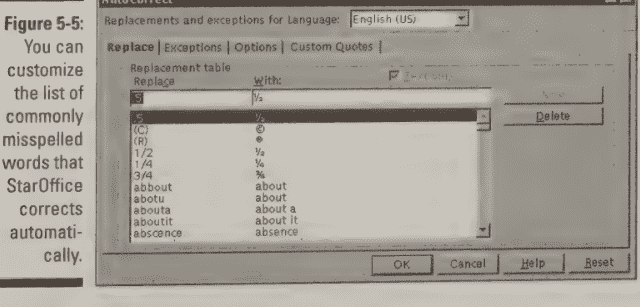 Figure 5-5:
You can
customize
the list of
commonly
misspelled
words that
StarOffice
corrects
automati-
cally.
AutoCorrect
Replacements and exceptions for Language: English (US)
Replace Exceptions Options Custom Quotes
Replacement table
Replace With:
.5 ½
.5 ½
(C) ©
(R) ®
1/2 ½
1/4 ¼
3/4 ¾
abbout about
abotu about
abouta about a
aboutit about it
abscence absence
Delete
OK Cancel Help Reset